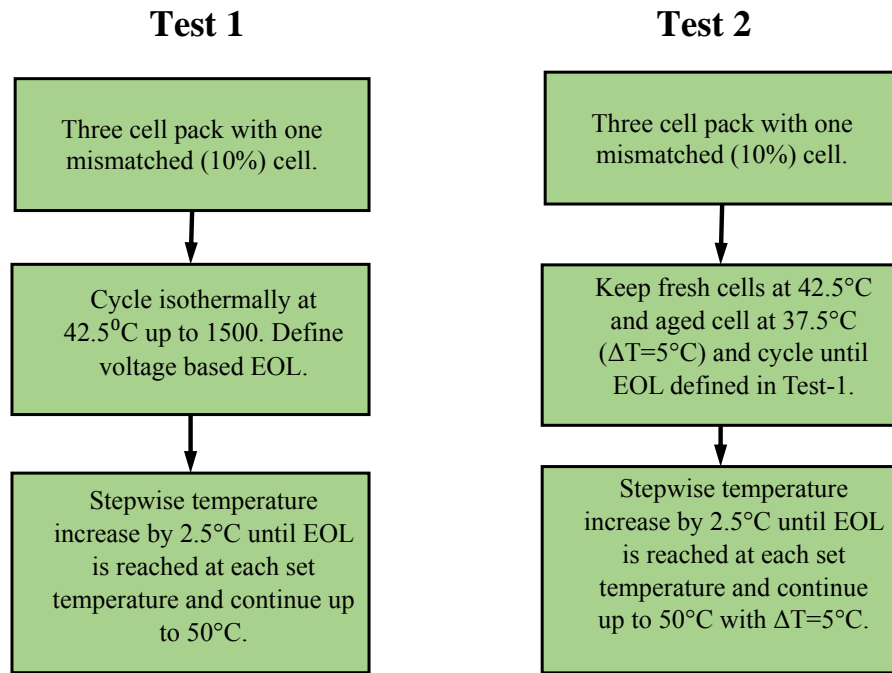 Test 1
Three cell pack with one
mismatched (10%) cell.
Cycle isothermally at
42.5⁰C up to 1500. Define
voltage based EOL.
Stepwise temperature
increase by 2.5°C until EOL
is reached at each set
temperature and continue up
to 50°C.
Test 2
Three cell pack with one
mismatched (10%) cell.
Keep fresh cells at 42.5°C
and aged cell at 37.5°C
(ΔT=5°C) and cycle until
EOL defined in Test-1.
Stepwise temperature
increase by 2.5°C until EOL
is reached at each set
temperature and continue
up to 50°C with ΔT=5°C.